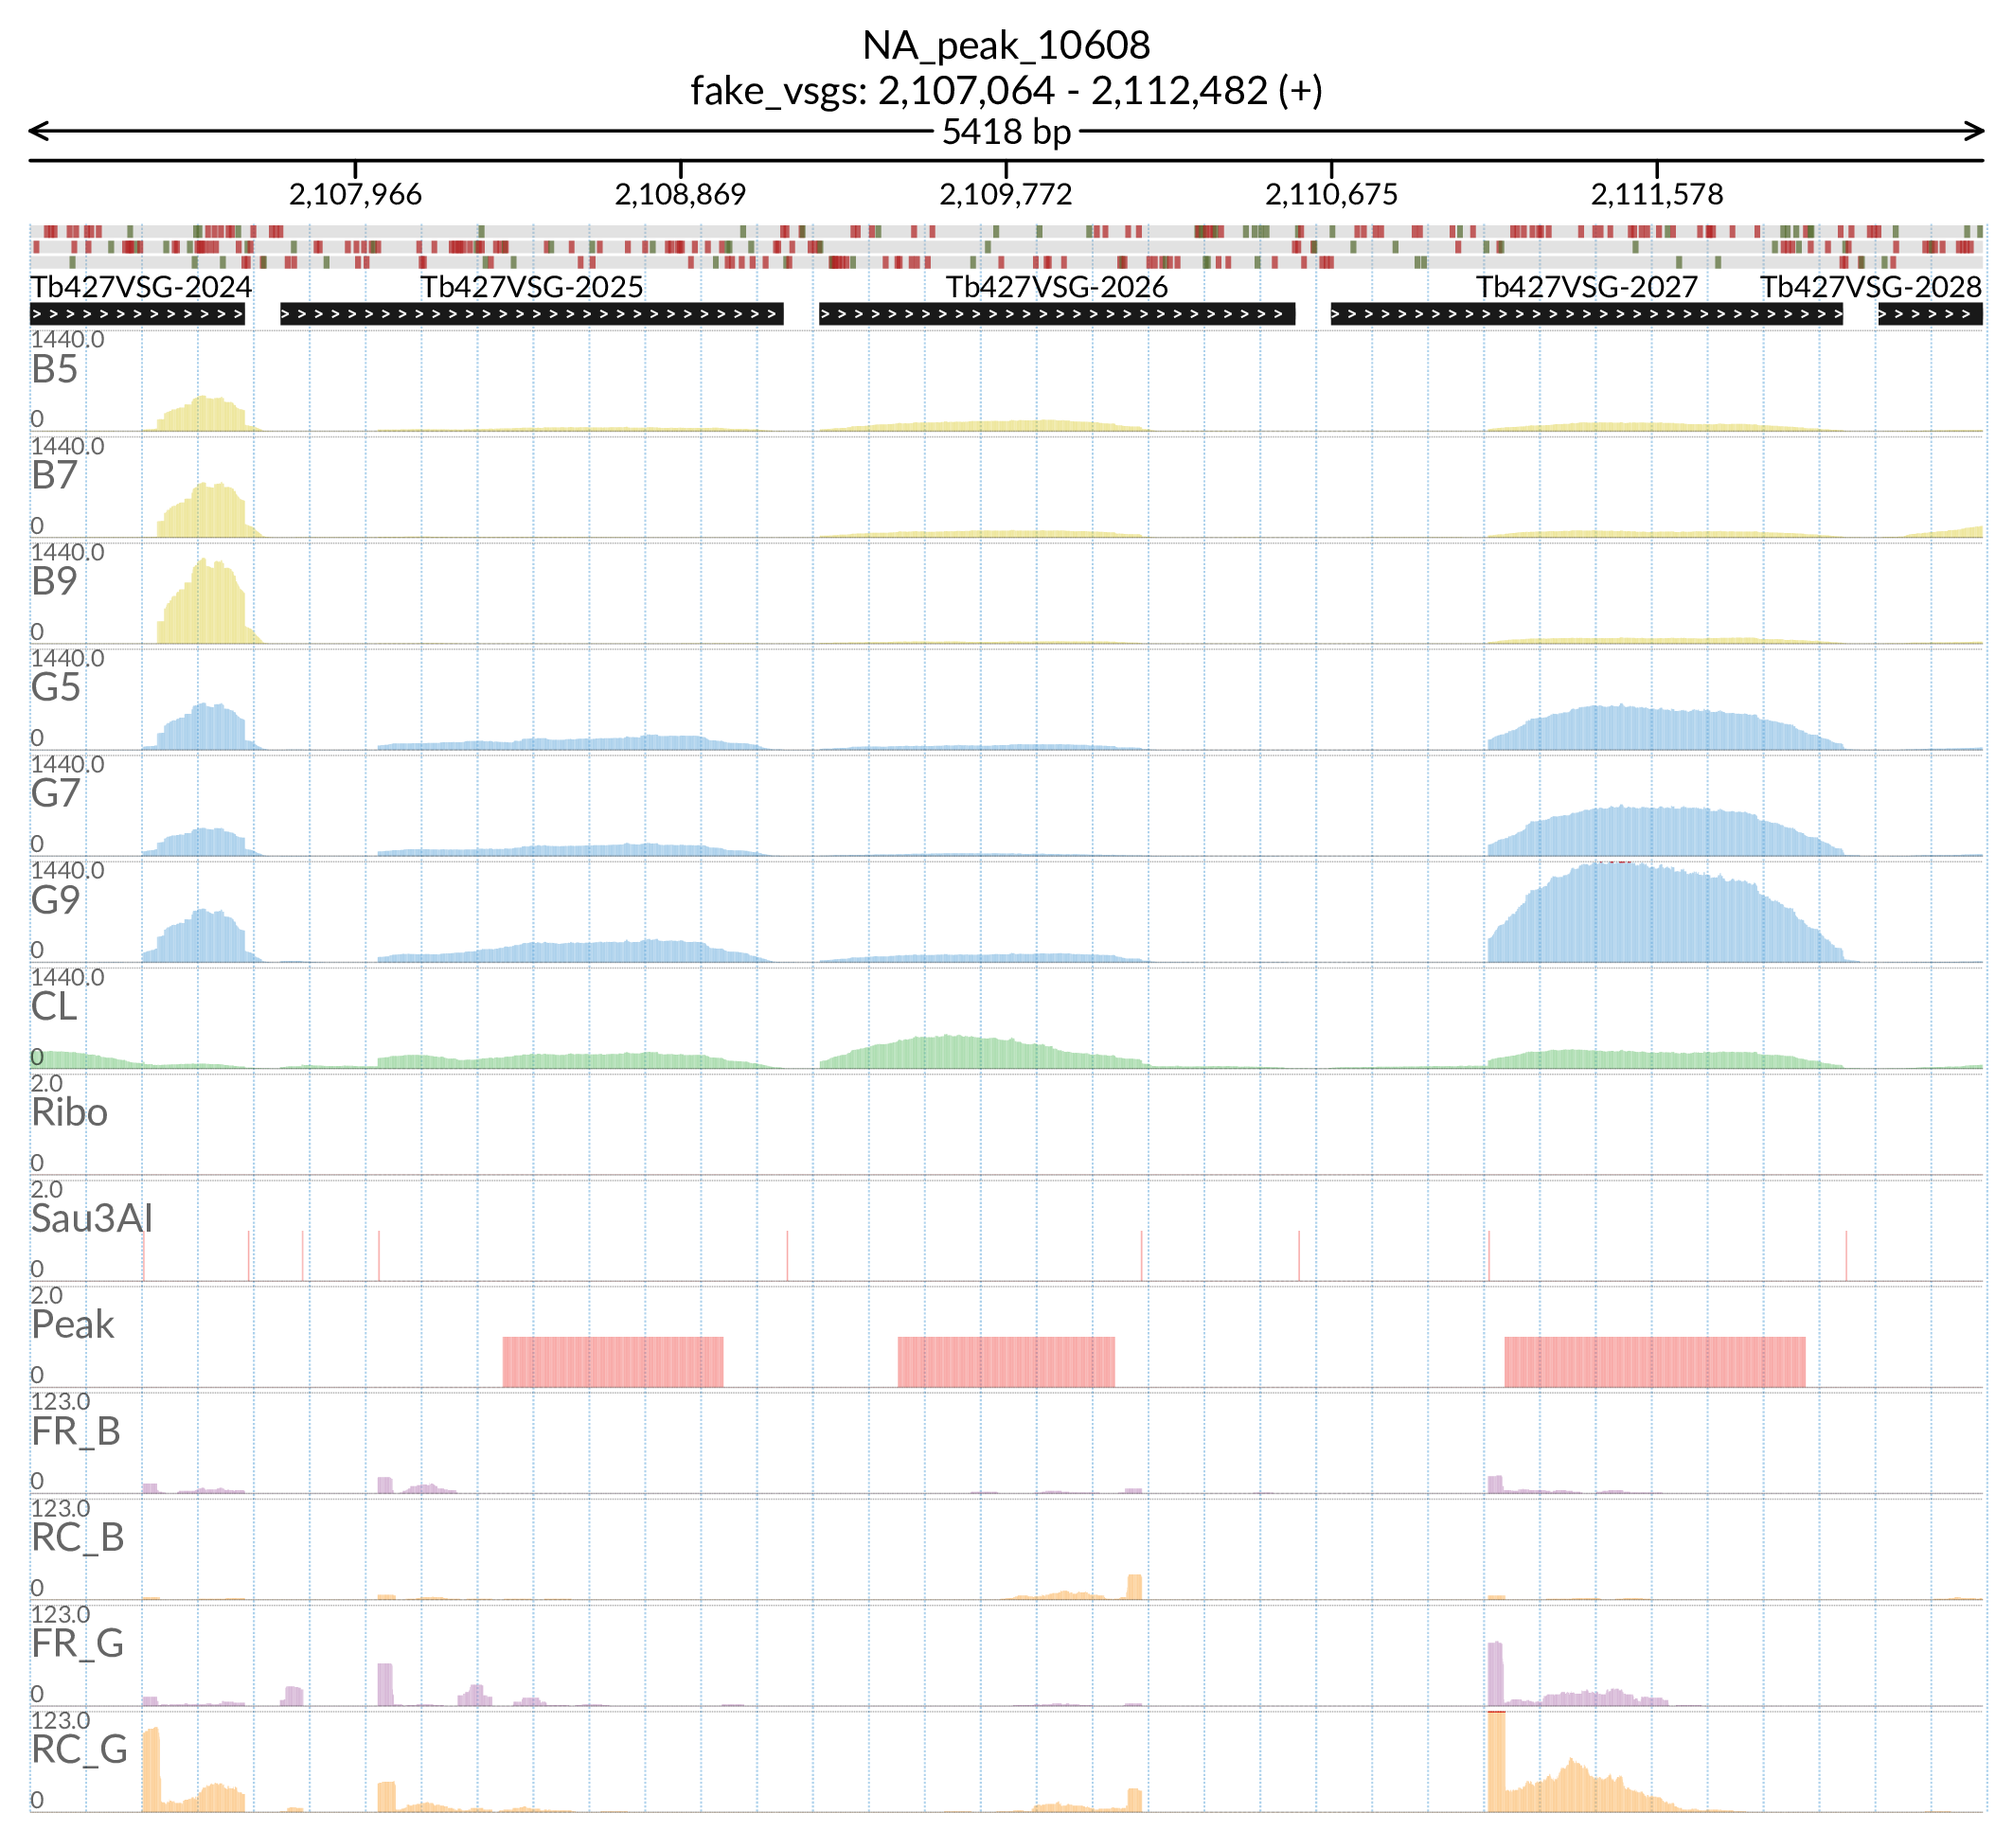 NA_peak_10608
fake_vsgs: 2,107,064 - 2,112,482 (+)
5418 bp
2,107,966 2,108,869 2,109,772 2,110,675 2,111,578
Tb427VSG-2024 Tb427VSG-2025 Tb427VSG-2026 Tb427VSG-2027 Tb427VSG-2028
1440.0
B5
0
1440.0
B7
0
1440.0
B9
0
1440.0
G5
0
1440.0
G7
0
1440.0
G9
0
1440.0
CL
0
2.0
Ribo
0
2.0
Sau3AI
0
2.0
Peak
0
123.0
FR_B
0
123.0
RC_B
0
123.0
FR_G
0
123.0
RC_G
0